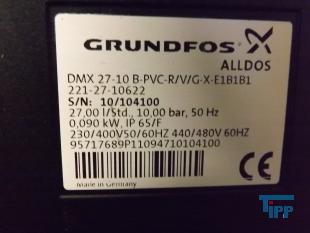 GRUNDFOS
ALLDOS
DMX 27-10 B-PVC-R/V/G-X-E1B1B1
221-27-10622
S/N: 10/104100
27,00 l/Std., 10,00 bar, 50 Hz
0,090 kW, IP 65/F
230/400V50/60HZ 440/480V 60HZ
95717689P11094710104100
CE
Made in Germany
TIPP